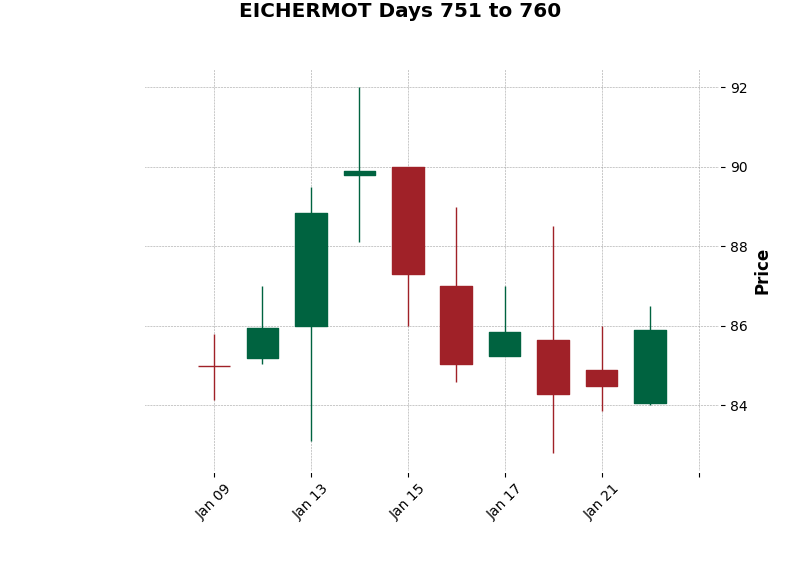 EICHERMOT Days 751 to 760
92
90
88
86
84
Price
Jan 09
Jan 13
Jan 15
Jan 17
Jan 21